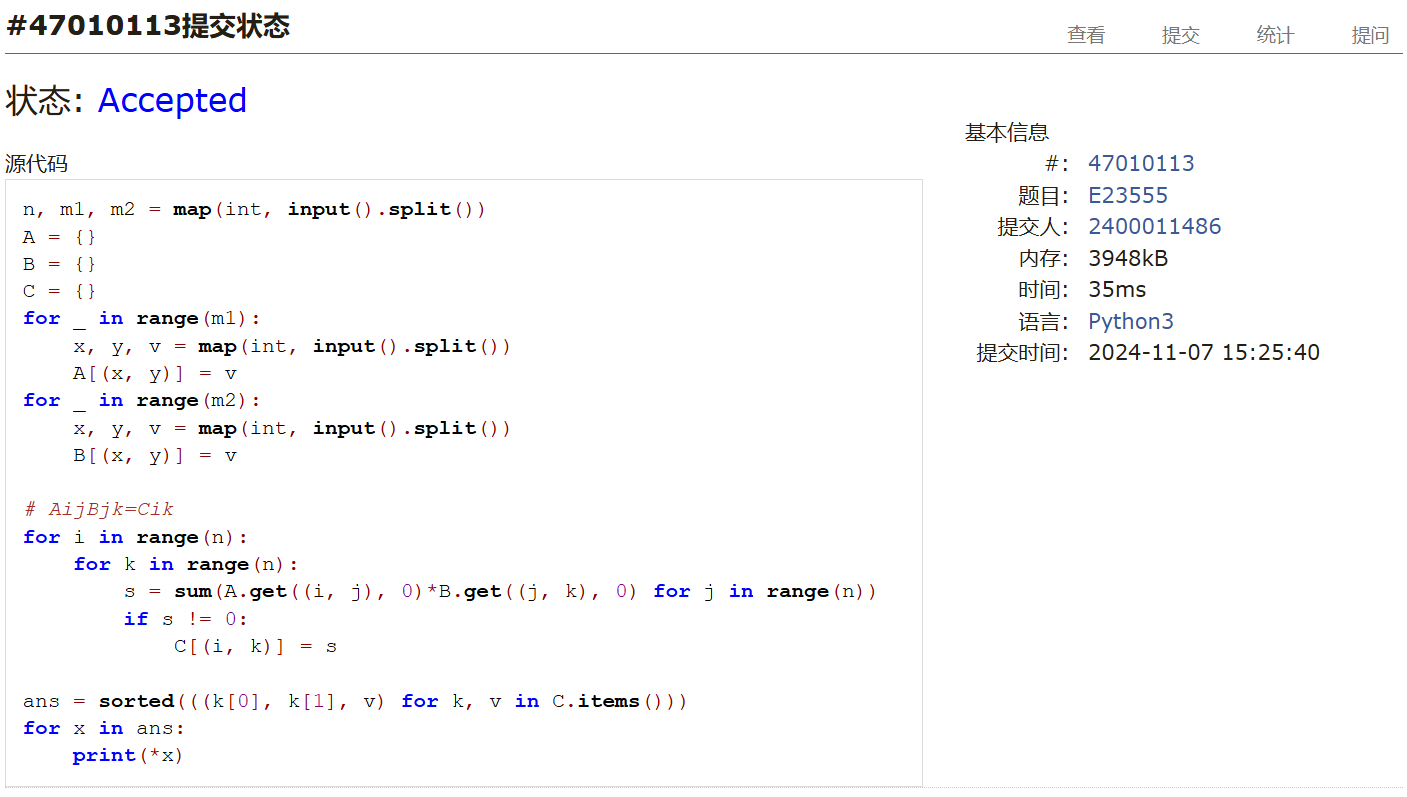 #47010113提交状态
查看 提交 统计 提问
状态: Accepted
源代码
n, m1, m2 = map(int, input().split())
A = {}
B = {}
C = {}
for _ in range(m1):
    x, y, v = map(int, input().split())
    A[(x, y)] = v
for _ in range(m2):
    x, y, v = map(int, input().split())
    B[(x, y)] = v

# AijBjk=Cik
for i in range(n):
    for k in range(n):
        s = sum(A.get((i, j), 0)*B.get((j, k), 0) for j in range(n))
        if s != 0:
            C[(i, k)] = s

ans = sorted(((k[0], k[1], v) for k, v in C.items()))
for x in ans:
    print(*x)
基本信息
#: 47010113
题目: E23555
提交人: 2400011486
内存: 3948kB
时间: 35ms
语言: Python3
提交时间: 2024-11-07 15:25:40